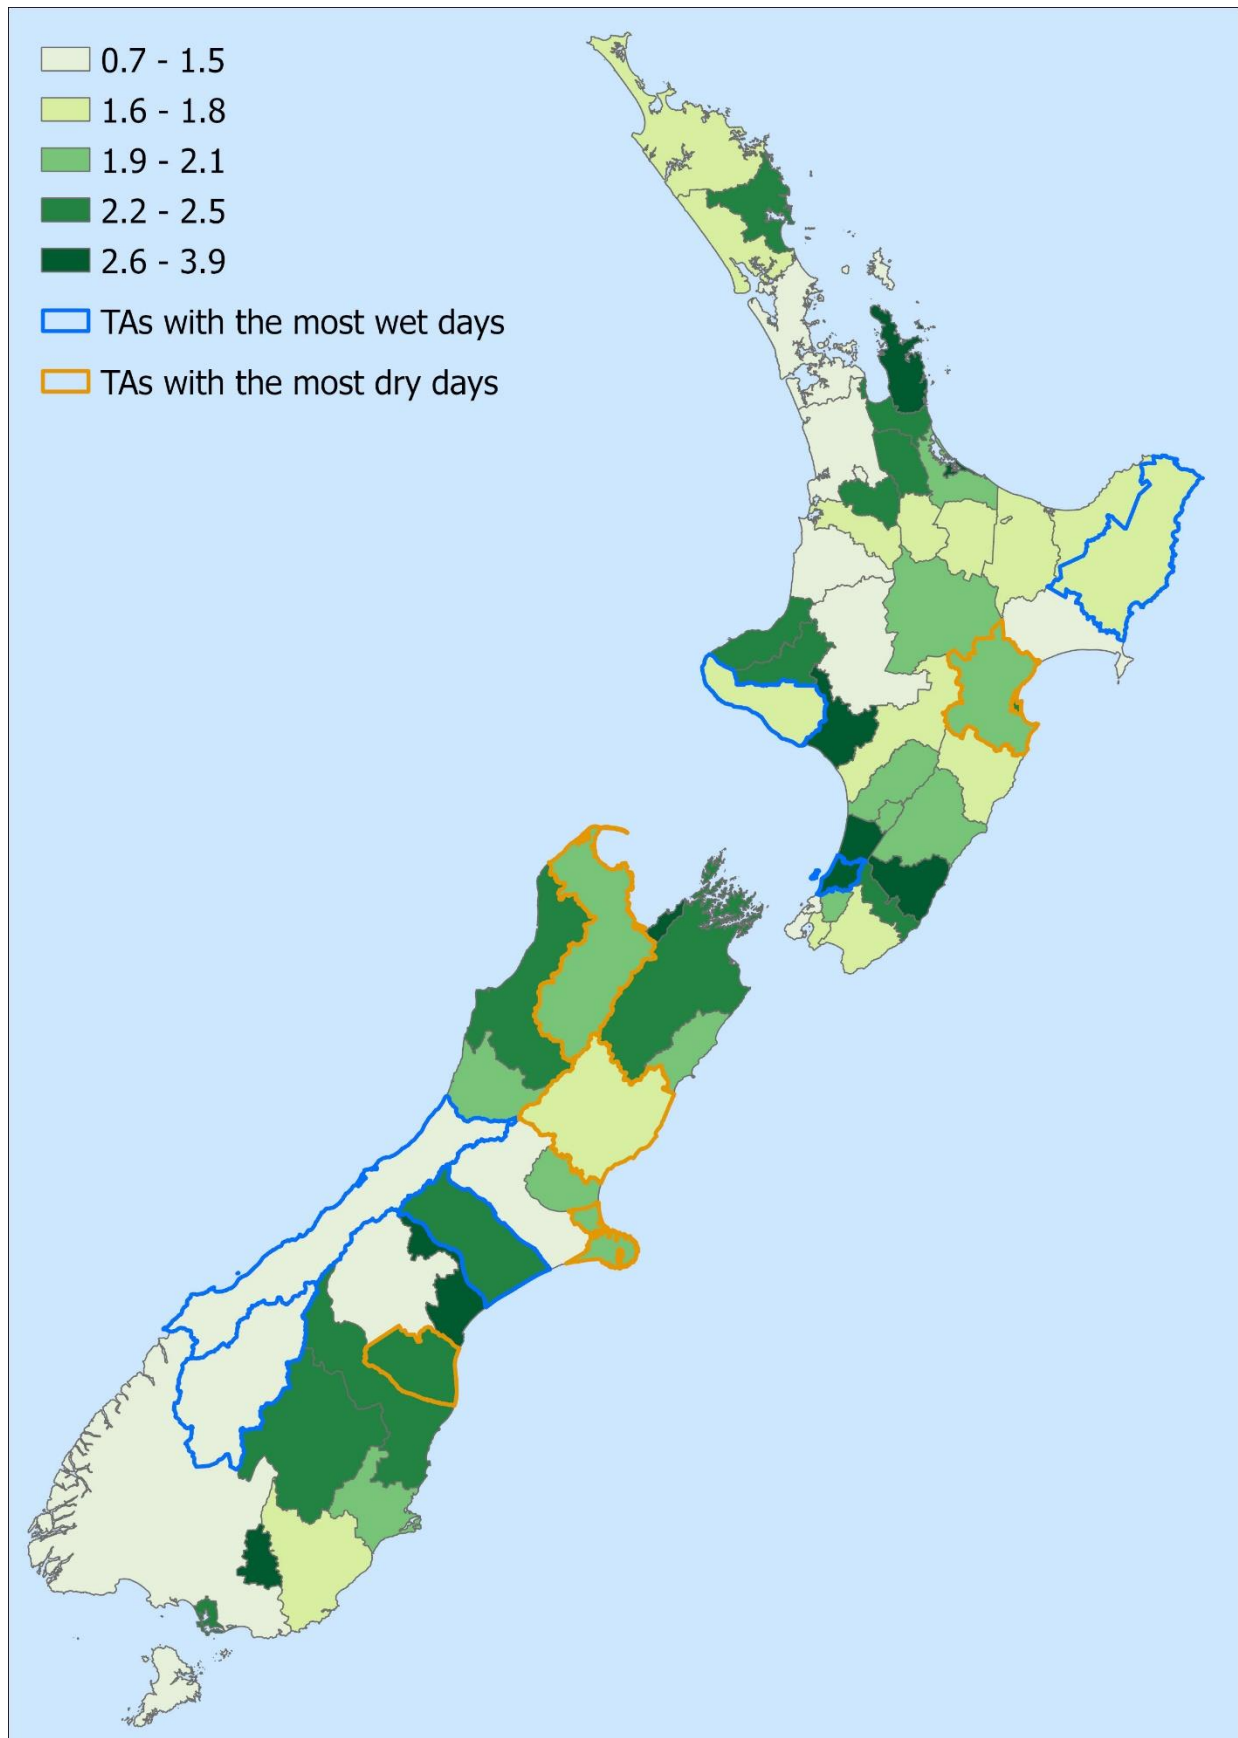 0.7 - 1.5
1.6 - 1.8
1.9 - 2.1
2.2 - 2.5
2.6 - 3.9
TAs with the most wet days
TAs with the most dry days